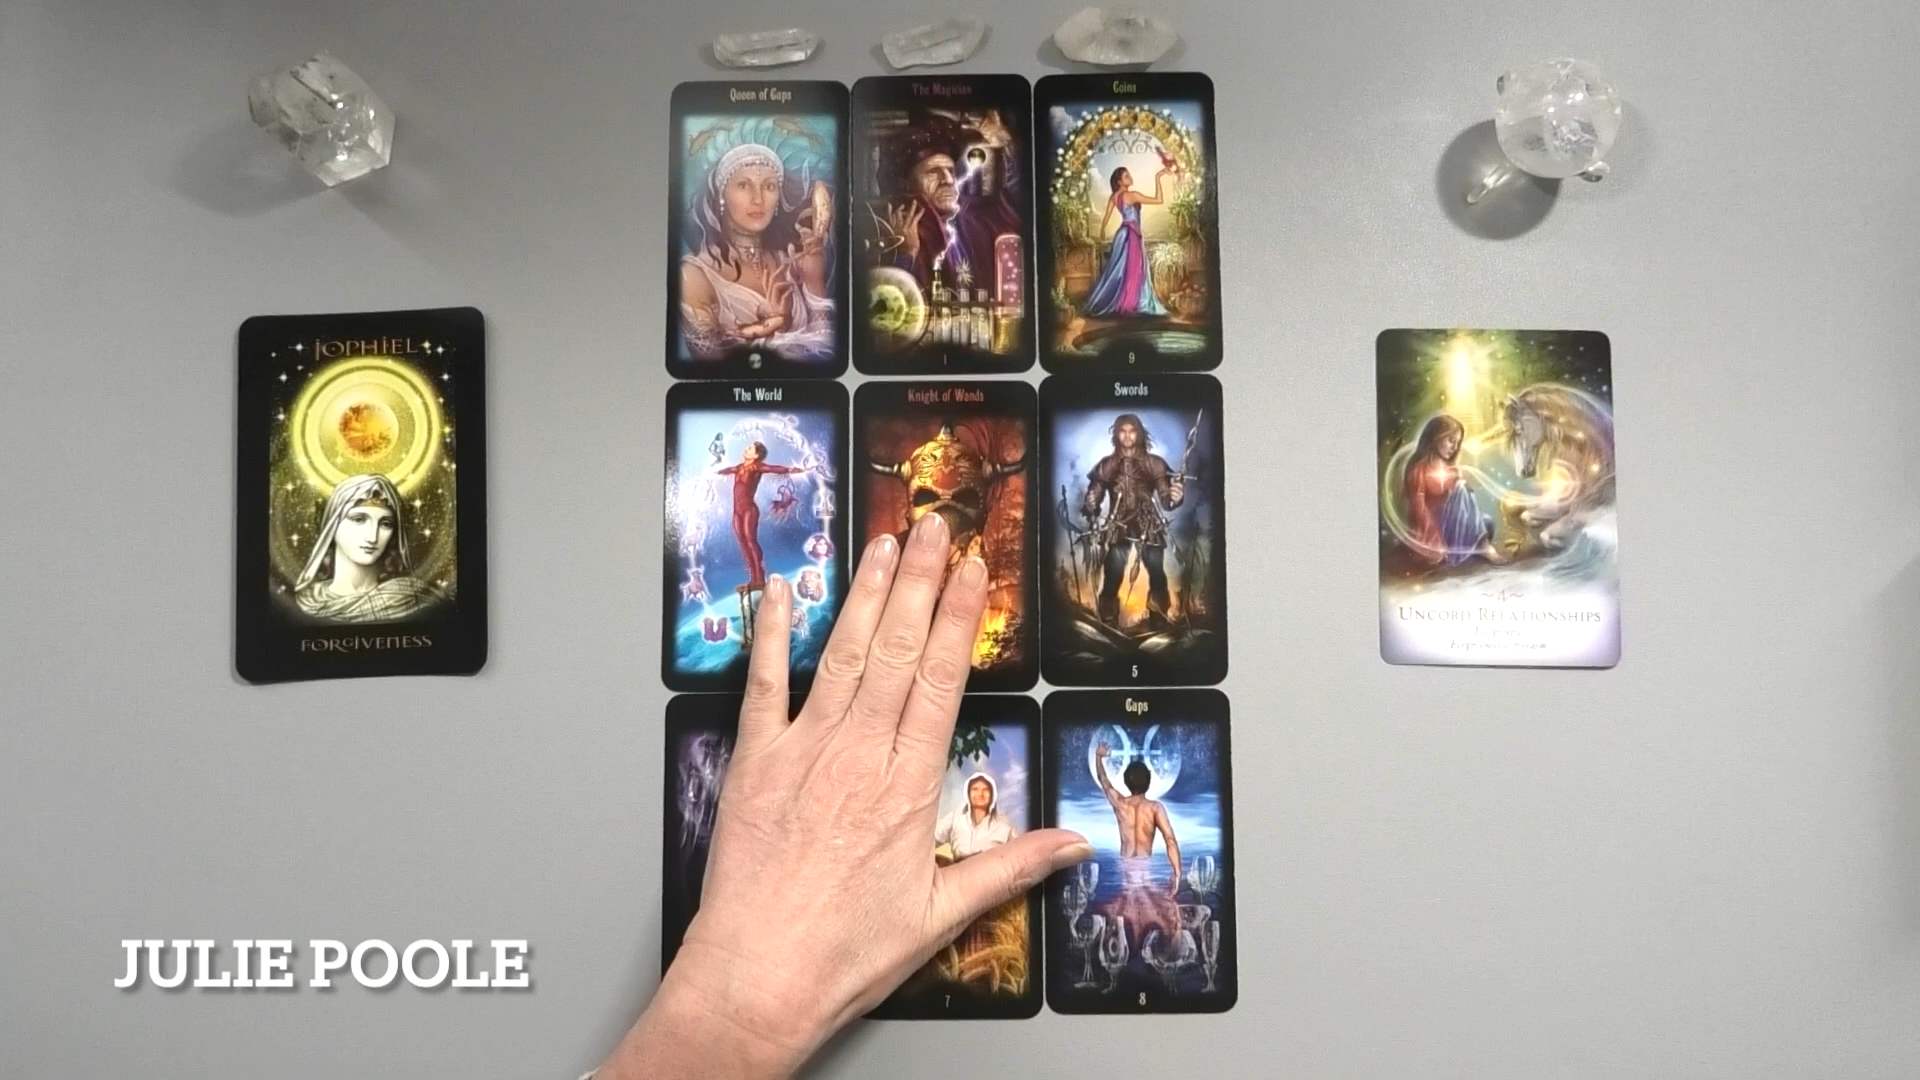 Queen of Cups
The Magician
1
Coins
9
JOPHIEL
FORGIVENESS
The World
Knight of Wands
Swords
5
4
UNCORD RELATIONSHIPS
7
Cups
8
JULIE POOLE